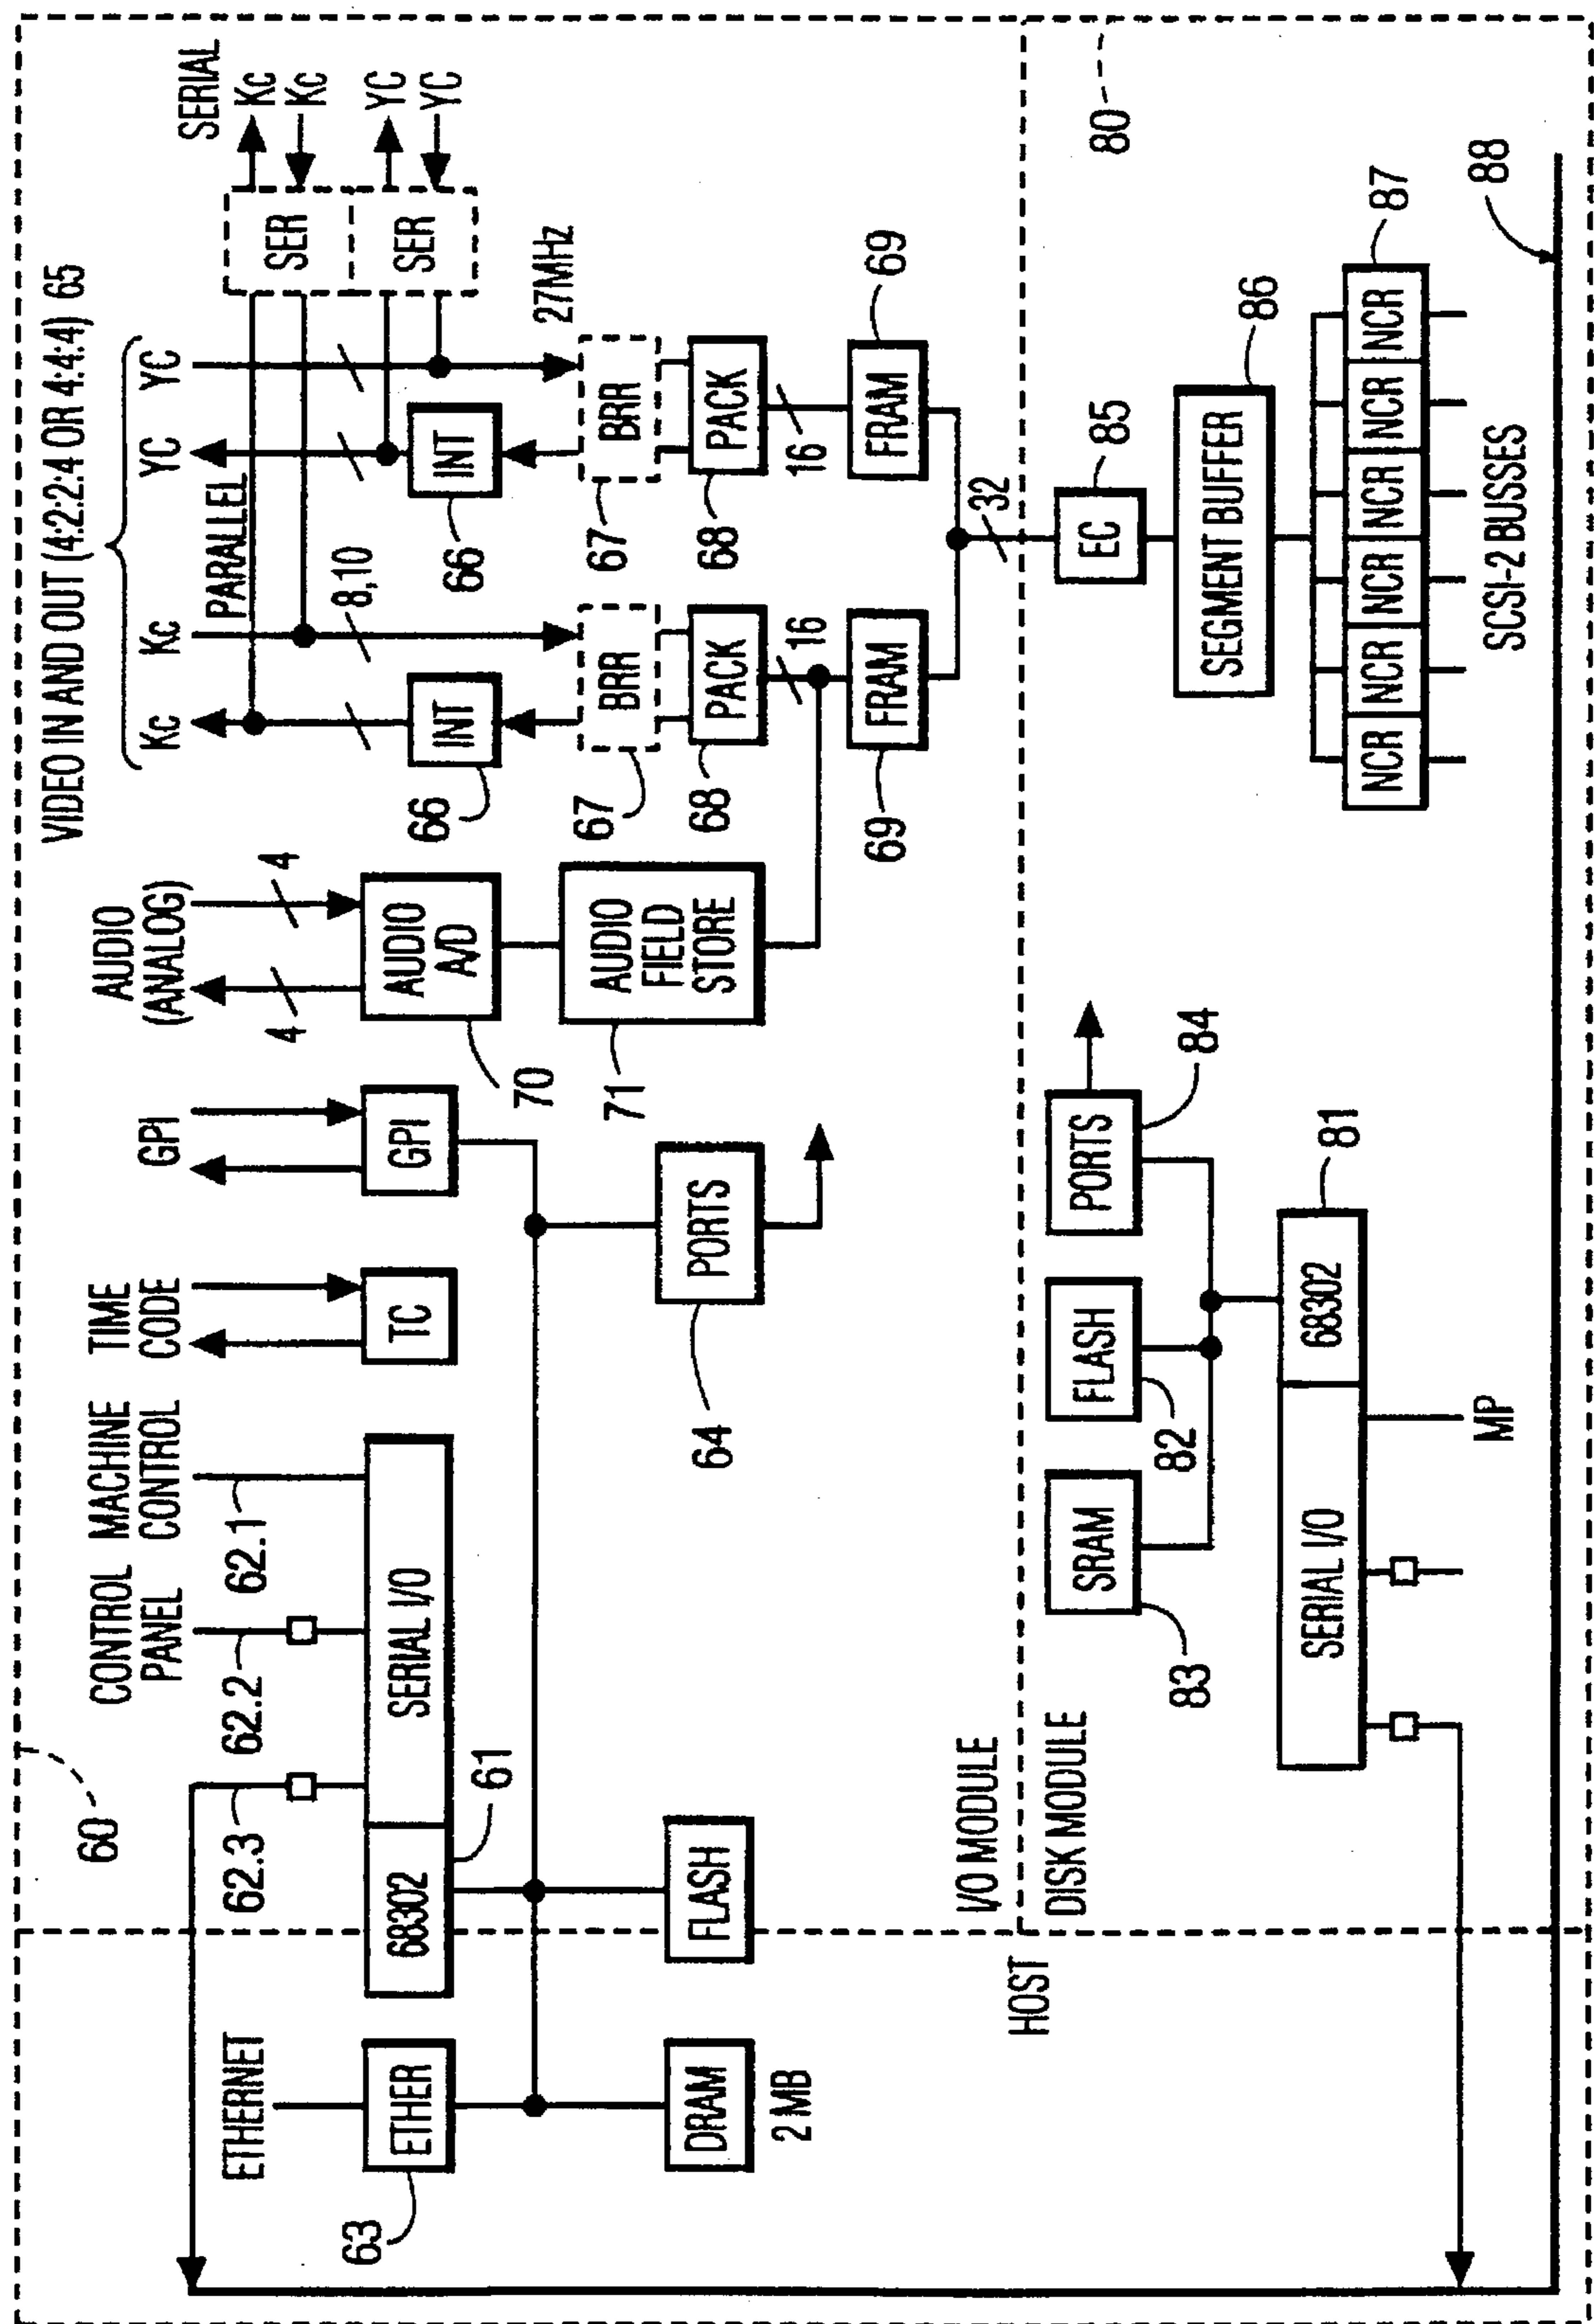 VIDEO IN AND OUT (4:2:2:4 OR 4:4:4) 65
ETHERNET
CONTROL
PANEL
MACHINE
CONTROL
TIME
CODE
GPI
AUDIO
(ANALOG)
Kc
Kc
YC
YC
SERIAL
Kc
Kc
YC
YC
60
62.3
62.2
62.1
4
4
PARALLEL
8,10
SER
SER
63
ETHER
68302
SERIAL I/O
61
TC
GPI
AUDIO
A/D
70
66
INT
66
INT
27MHz
71
AUDIO
FIELD
STORE
67
BRR
67
BRR
DRAM
2 MB
FLASH
PORTS
64
68
PACK
68
PACK
16
16
69
FRAM
FRAM
69
32
I/O MODULE
HOST
DISK MODULE
80
SRAM
83
FLASH
82
PORTS
84
EC
85
SEGMENT BUFFER
86
SERIAL I/O
68302
81
MP
NCR
NCR
NCR
NCR
NCR
NCR
87
SCSI-2 BUSSES
88